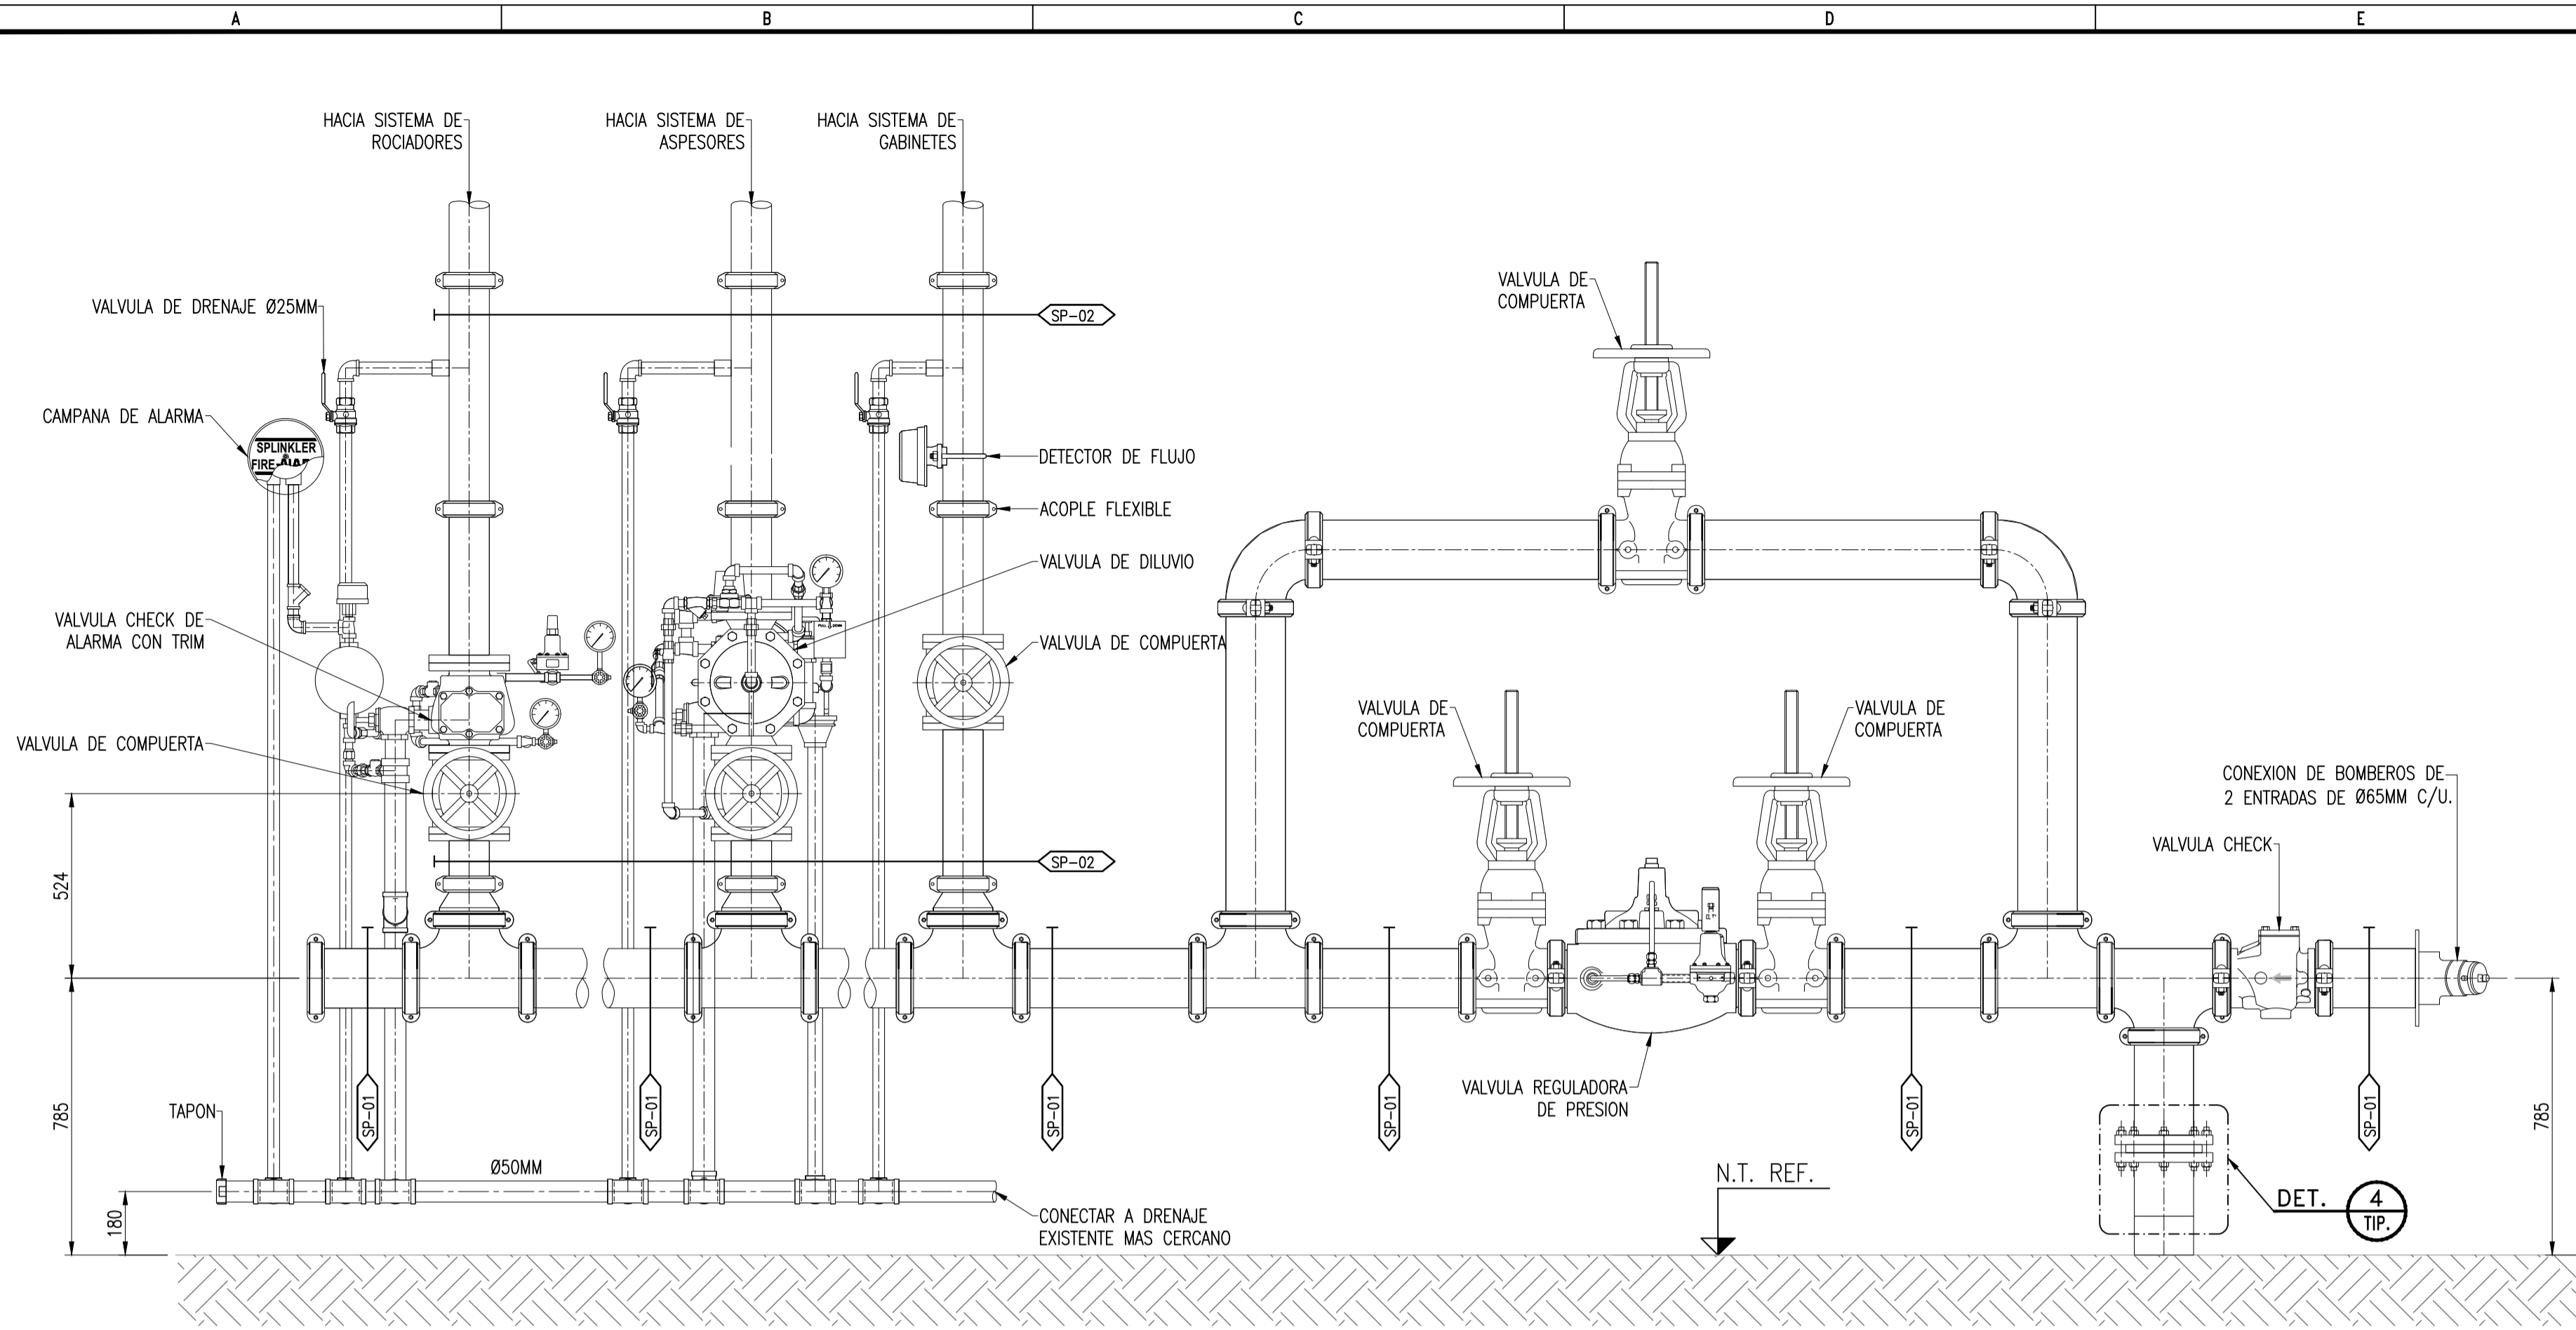 A
B
C
D
E
HACIA SISTEMA DE
ROCIADORES
HACIA SISTEMA DE
ASPESORES
HACIA SISTEMA DE
GABINETES
VALVULA DE DRENAJE Ø25MM
SP-02
VALVULA DE
COMPUERTA
CAMPANA DE ALARMA
SPLINKLER
FIRE
DETECTOR DE FLUJO
ACOPLE FLEXIBLE
VALVULA DE DILUVIO
VALVULA CHECK DE
ALARMA CON TRIM
VALVULA DE COMPUERTA
VALVULA DE COMPUERTA
VALVULA DE
COMPUERTA
VALVULA DE
COMPUERTA
CONEXION DE BOMBEROS DE
2 ENTRADAS DE Ø65MM C/U.
VALVULA CHECK
524
SP-02
785
TAPON
SP-01
SP-01
SP-01
SP-01
SP-01
SP-01
785
VALVULA REGULADORA
DE PRESION
Ø50MM
180
N.T. REF.
CONECTAR A DRENAJE
EXISTENTE MAS CERCANO
DET.
4
TIP.